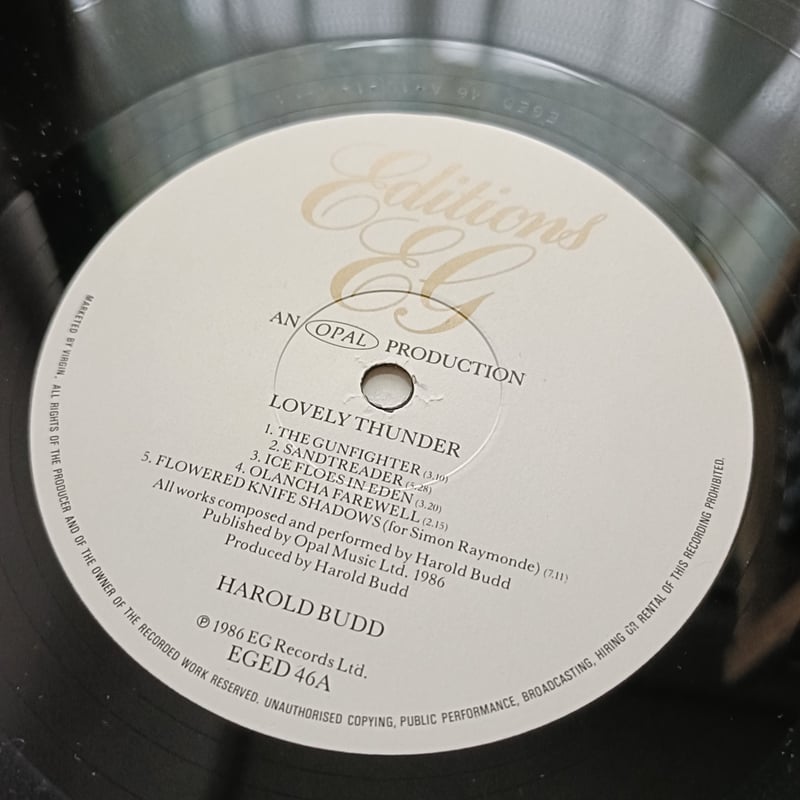 Editions
EG
AN OPAL PRODUCTION
LOVELY THUNDER
1. THE GUNFIGHTER (3.10)
2. SANDTREADER (5.28)
3. ICE FLOES IN EDEN (3.20)
4. OLANCHA FAREWELL (2.15)
5. FLOWERED KNIFE SHADOWS (for Simon Raymonde) (7.11)
All works composed and performed by Harold Budd
Published by Opal Music Ltd. 1986
Produced by Harold Budd
HAROLD BUDD
℗ 1986 EG Records Ltd.
EGED 46A
MARKETED BY VIRGIN. ALL RIGHTS OF THE PRODUCER AND OF THE OWNER OF THE RECORDED WORK RESERVED. UNAUTHORISED COPYING, PUBLIC PERFORMANCE, BROADCASTING, HIRING OR RENTAL OF THIS RECORDING PROHIBITED.